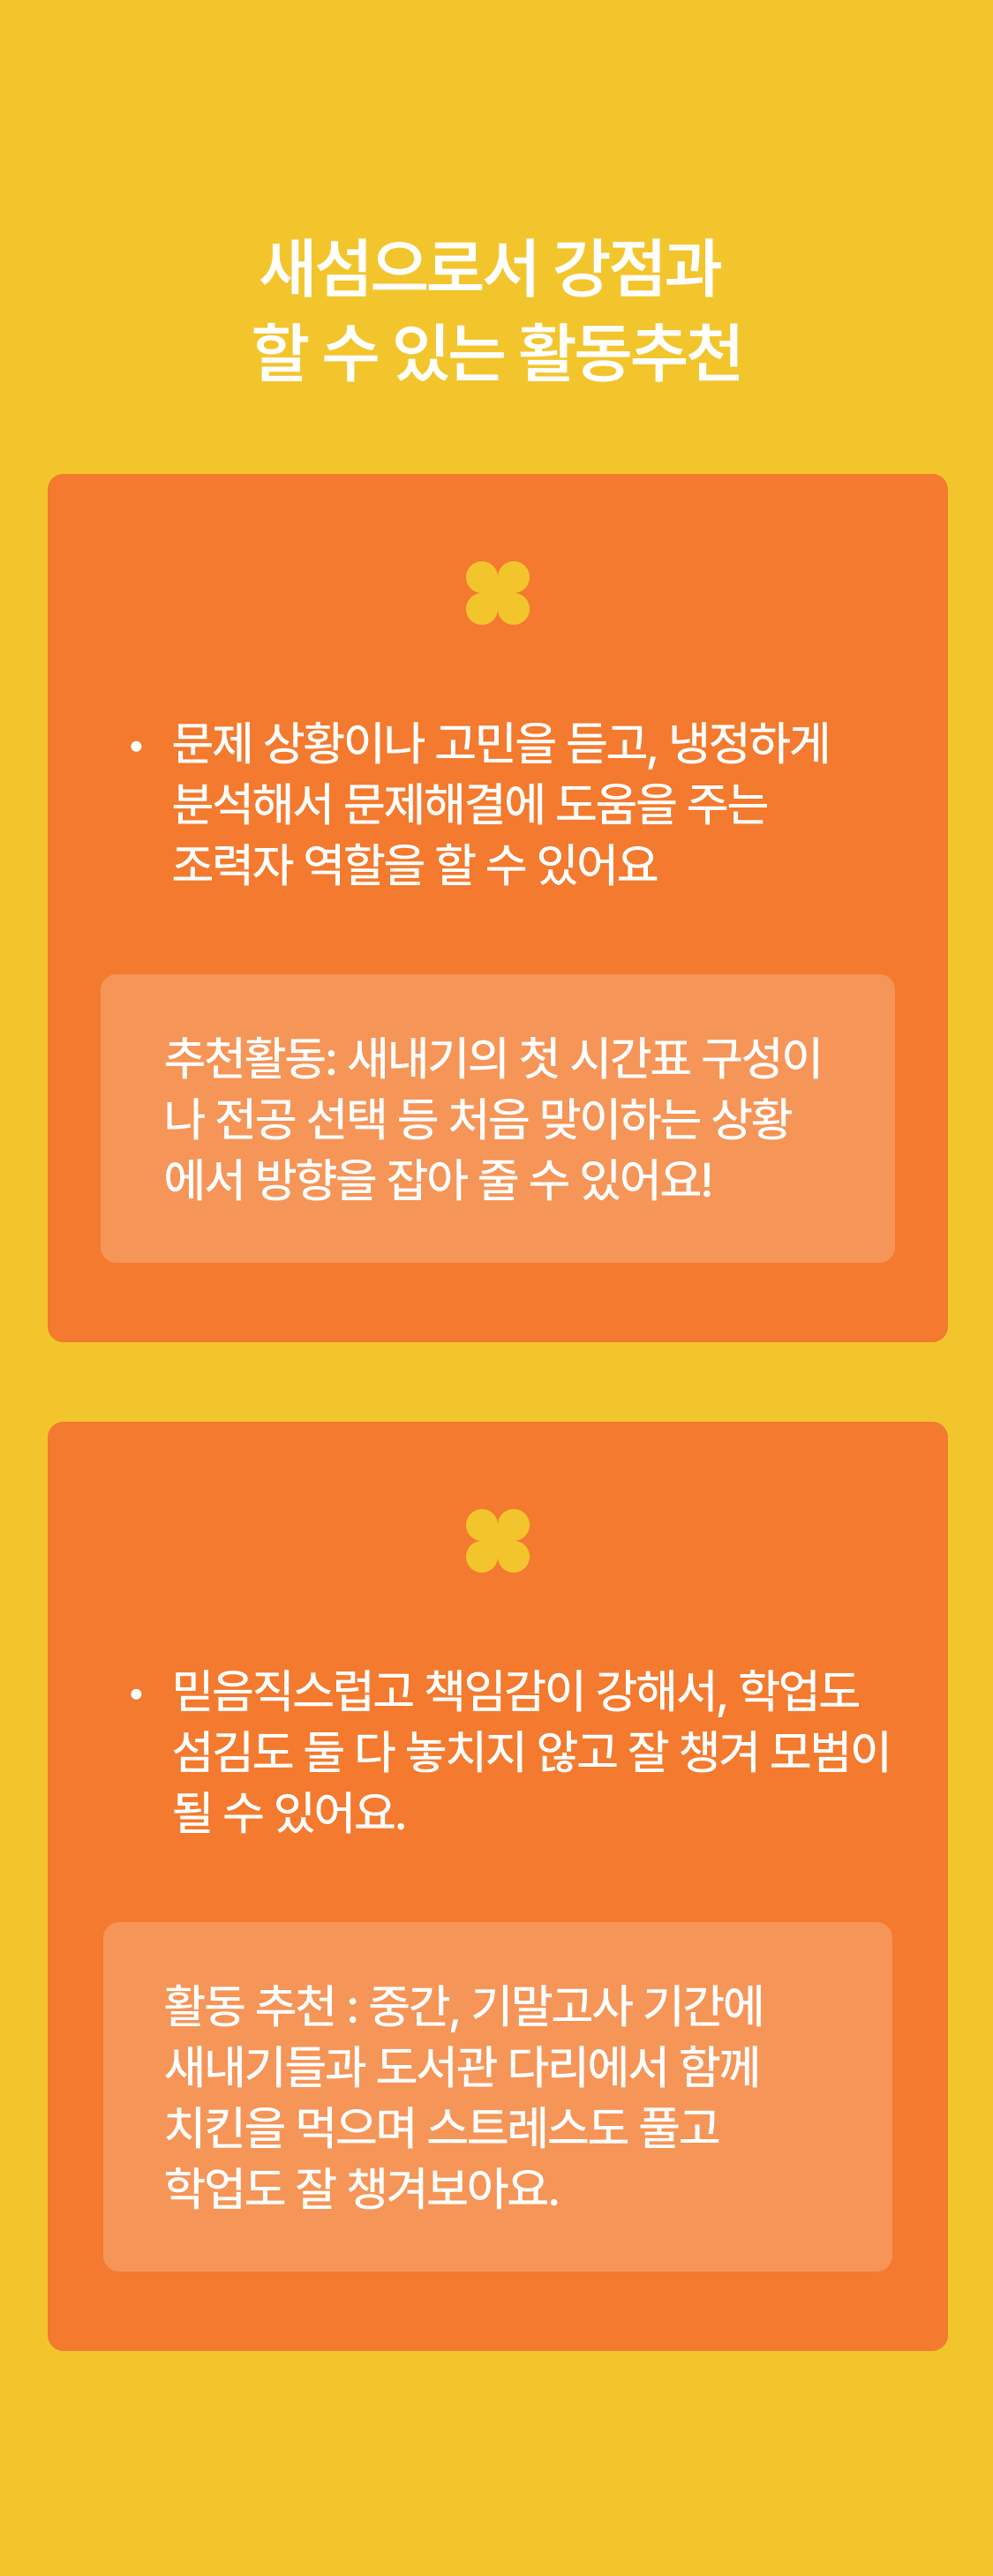 새섬으로서 강점과
할 수 있는 활동추천
• 문제 상황이나 고민을 듣고, 냉정하게
분석해서 문제해결에 도움을 주는
조력자 역할을 할 수 있어요
추천활동: 새내기의 첫 시간표 구성이
나 전공 선택 등 처음 맞이하는 상황
에서 방향을 잡아 줄 수 있어요!
• 믿음직스럽고 책임감이 강해서, 학업도
섬김도 둘 다 놓치지 않고 잘 챙겨 모범이
될 수 있어요.
활동 추천 : 중간, 기말고사 기간에
새내기들과 도서관 다리에서 함께
치킨을 먹으며 스트레스도 풀고
학업도 잘 챙겨보아요.